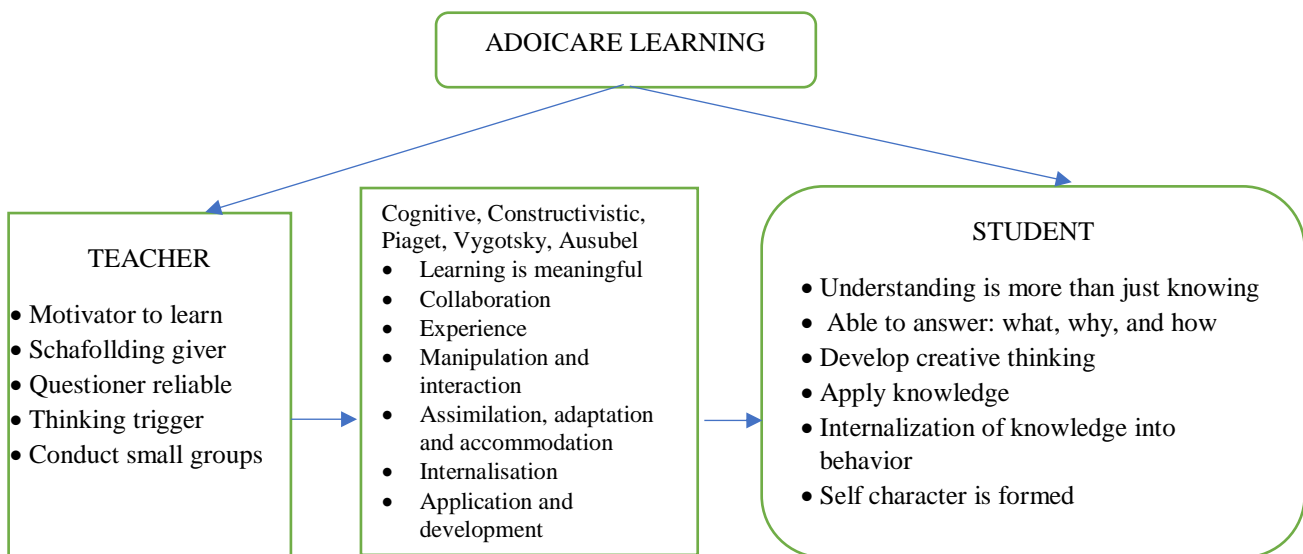 ADOICARE LEARNING
TEACHER
• Motivator to learn
• Schafollding giver
• Questioner reliable
• Thinking trigger
• Conduct small groups
Cognitive, Constructivistic,
Piaget, Vygotsky, Ausubel
• Learning is meaningful
• Collaboration
• Experience
• Manipulation and
interaction
• Assimilation, adaptation
and accommodation
• Internalisation
• Application and
development
STUDENT
• Understanding is more than just knowing
• Able to answer: what, why, and how
• Develop creative thinking
• Apply knowledge
• Internalization of knowledge into
behavior
• Self character is formed